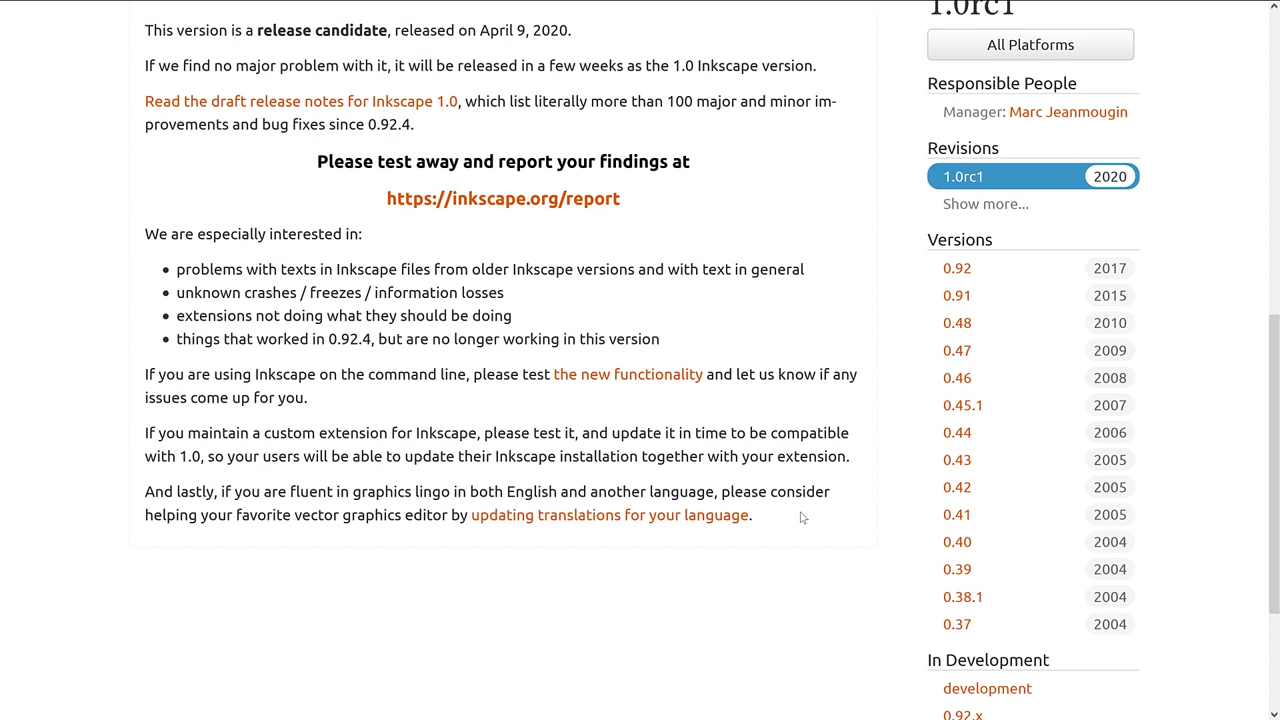 This version is a release candidate, released on April 9, 2020.
If we find no major problem with it, it will be released in a few weeks as the 1.0 Inkscape version.
Read the draft release notes for Inkscape 1.0, which list literally more than 100 major and minor im-
provements and bug fixes since 0.92.4.
Please test away and report your findings at
https://inkscape.org/report
We are especially interested in:
• problems with texts in Inkscape files from older Inkscape versions and with text in general
• unknown crashes / freezes / information losses
• extensions not doing what they should be doing
• things that worked in 0.92.4, but are no longer working in this version
If you are using Inkscape on the command line, please test the new functionality and let us know if any
issues come up for you.
If you maintain a custom extension for Inkscape, please test it, and update it in time to be compatible
with 1.0, so your users will be able to update their Inkscape installation together with your extension.
And lastly, if you are fluent in graphics lingo in both English and another language, please consider
helping your favorite vector graphics editor by updating translations for your language.
1.0rc1
All Platforms
Responsible People
Manager: Marc Jeanmougin
Revisions
1.0rc1 2020
Show more...
Versions
0.92 2017
0.91 2015
0.48 2010
0.47 2009
0.46 2008
0.45.1 2007
0.44 2006
0.43 2005
0.42 2005
0.41 2005
0.40 2004
0.39 2004
0.38.1 2004
0.37 2004
In Development
development
0.92.x